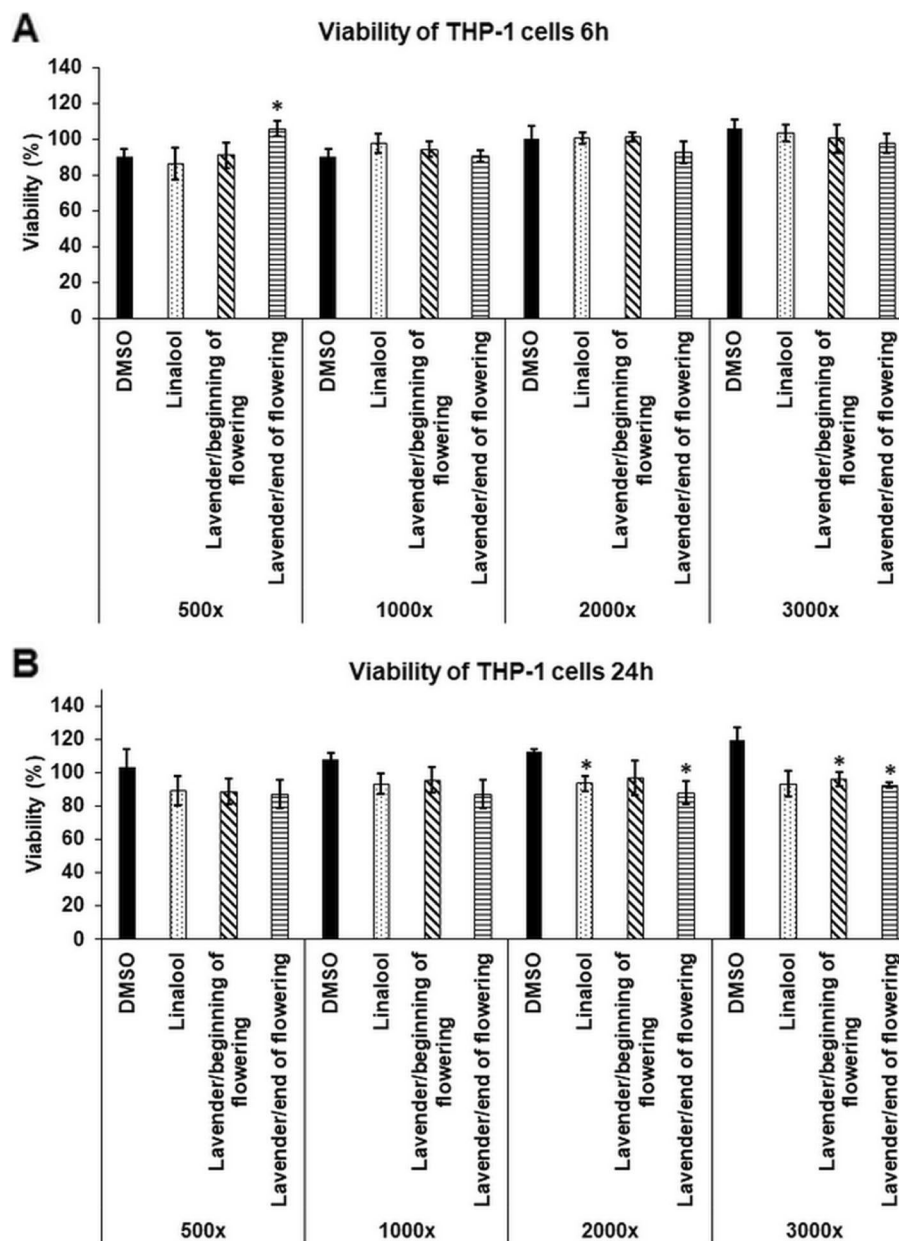 A
Viability of THP-1 cells 6h
Viability (%)
140
120
100
80
60
40
20
0
*
DMSO
Linalool
Lavender/beginning of
flowering
Lavender/end of flowering
DMSO
Linalool
Lavender/beginning of
flowering
Lavender/end of flowering
DMSO
Linalool
Lavender/beginning of
flowering
Lavender/end of flowering
DMSO
Linalool
Lavender/beginning of
flowering
Lavender/end of flowering
500x
1000x
2000x
3000x
B
Viability of THP-1 cells 24h
Viability (%)
140
120
100
80
60
40
20
0
*
*
*
*
DMSO
Linalool
Lavender/beginning of
flowering
Lavender/end of flowering
DMSO
Linalool
Lavender/beginning of
flowering
Lavender/end of flowering
DMSO
Linalool
Lavender/beginning of
flowering
Lavender/end of flowering
DMSO
Linalool
Lavender/beginning of
flowering
Lavender/end of flowering
500x
1000x
2000x
3000x